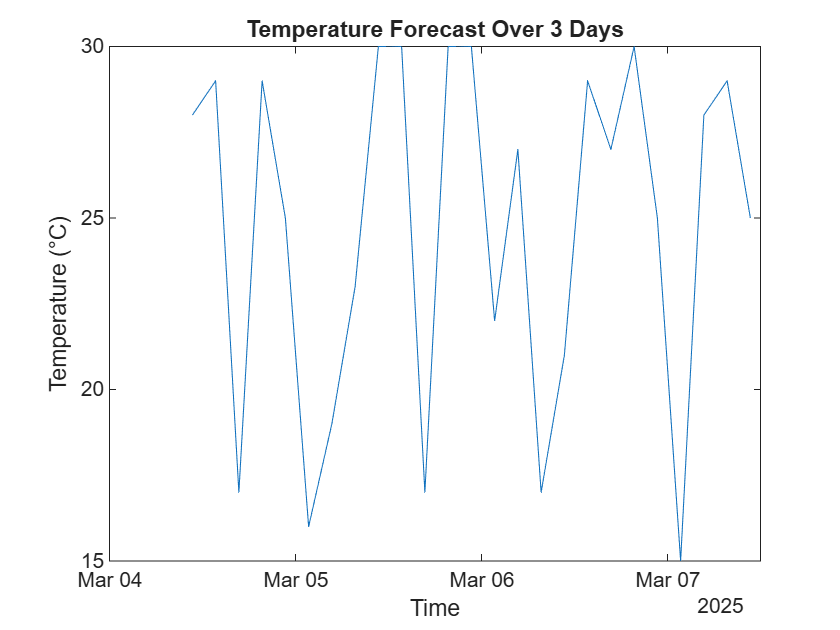 Temperature Forecast Over 3 Days
30
25
20
15
Temperature (°C)
Mar 04 Mar 05 Mar 06 Mar 07
Time
2025